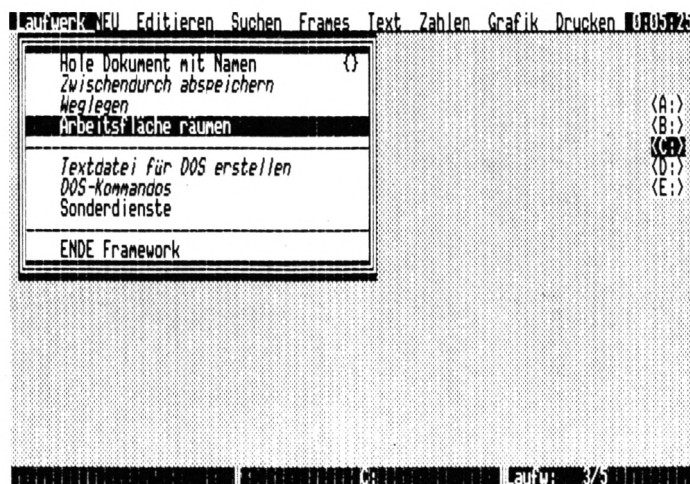 Laufwerk NEU Editieren Suchen Frames Text Zahlen Grafik Drucken 0:05:25
Hole Dokument mit Namen {}
Zwischendurch abspeichern
Weglegen
Arbeitsfläche räumen
Textdatei für DOS erstellen
DOS-Kommandos
Sonderdienste
ENDE Framework
<A:>
<B:>
<C:>
<D:>
<E:>
C: Laufw: 3/5